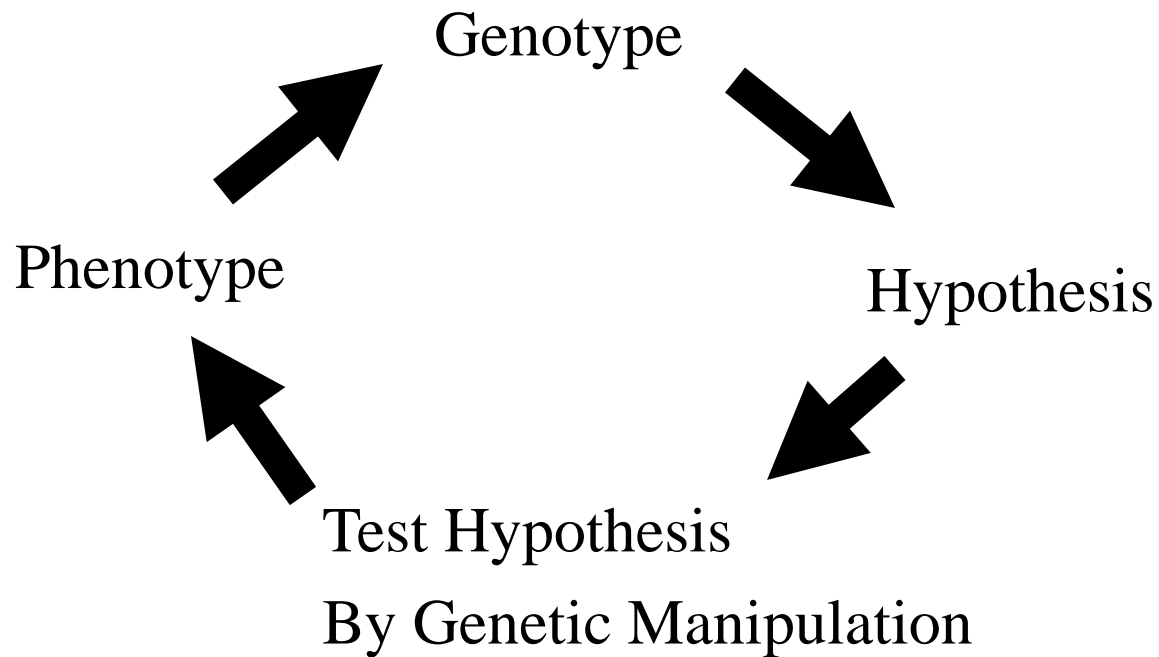 Genotype
Phenotype
Hypothesis
Test Hypothesis
By Genetic Manipulation